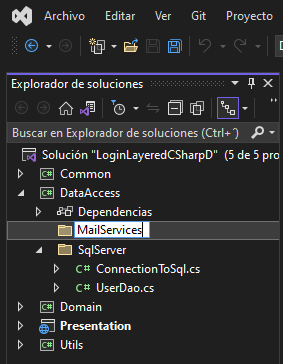 Archivo Editar Ver Git Proyecto
Explorador de soluciones
Buscar en Explorador de soluciones (Ctrl+´)
Solución "LoginLayeredCSharpD" (5 de 5 pro
C# Common
C# DataAccess
Dependencias
MailServices
SqlServer
C# ConnectionToSql.cs
C# UserDao.cs
C# Domain
Presentation
C# Utils